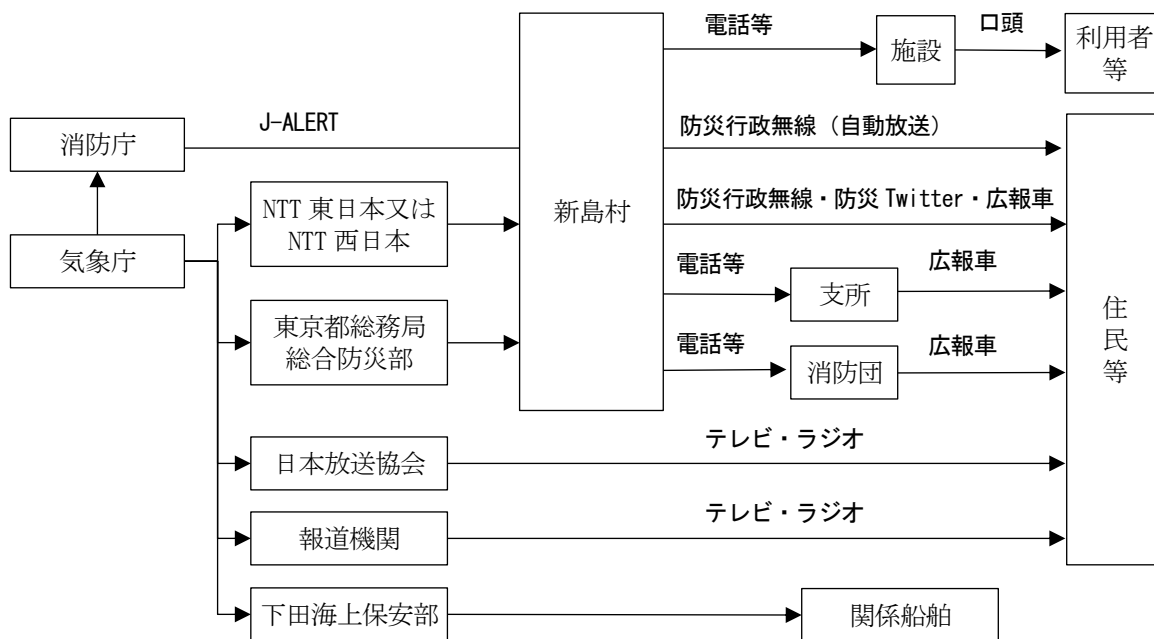 電話等
口頭
施設
利用者
等
J-ALERT
消防庁
防災行政無線（自動放送）
NTT 東日本又は
NTT 西日本
新島村
防災行政無線・防災 Twitter・広報車
気象庁
電話等
広報車
支所
東京都総務局
総合防災部
電話等
広報車
消防団
住民等
テレビ・ラジオ
日本放送協会
テレビ・ラジオ
報道機関
下田海上保安部
関係船舶